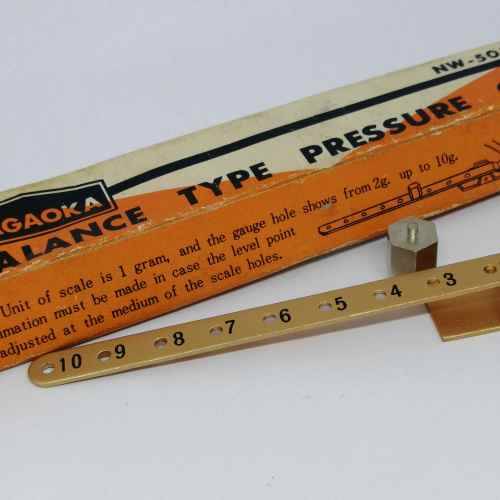 NW-50
GAOKA
ALANCE TYPE PRESSURE
Unit of scale is 1 gram, and the gauge hole shows from 2g. up to 10g.
mation must be made in case the level point
adjusted at the medium of the scale holes.
10 9 8 7 6 5 4 3